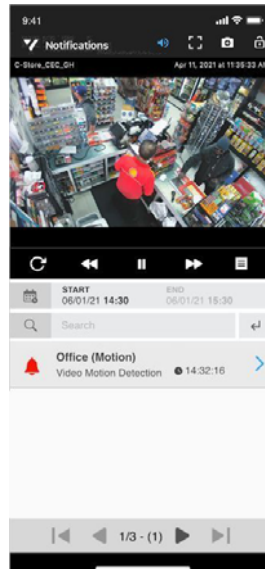 9:41
Notifications
C-Store_CEC_GH Apr 11, 2021 at 11:35:33 AM
START END
06/01/21 14:30 06/01/21 15:30
Search
Office (Motion)
Video Motion Detection 14:32:16
1/3 - (1)